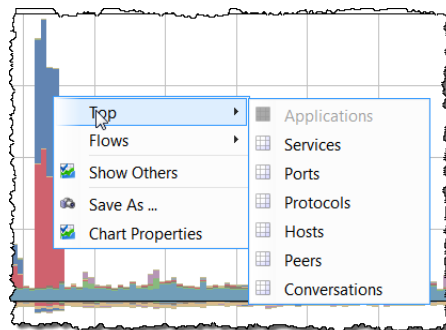 Top
Flows
Show Others
Save As ...
Chart Properties
Applications
Services
Ports
Protocols
Hosts
Peers
Conversations